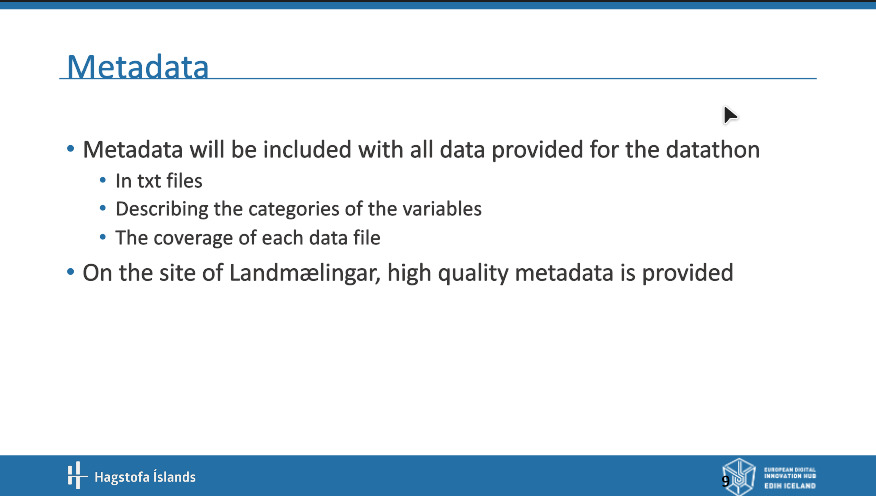 Metadata
• Metadata will be included with all data provided for the datathon
• In txt files
• Describing the categories of the variables
• The coverage of each data file
• On the site of Landmælingar, high quality metadata is provided
Hagstofa Íslands
9
EUROPEAN DIGITAL
INNOVATION HUB
EDIH ICELAND